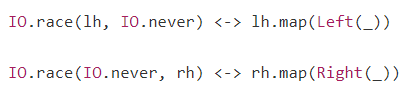 IO.race(lh, IO.never) <-> lh.map(Left(_))
IO.race(IO.never, rh) <-> rh.map(Right(_))